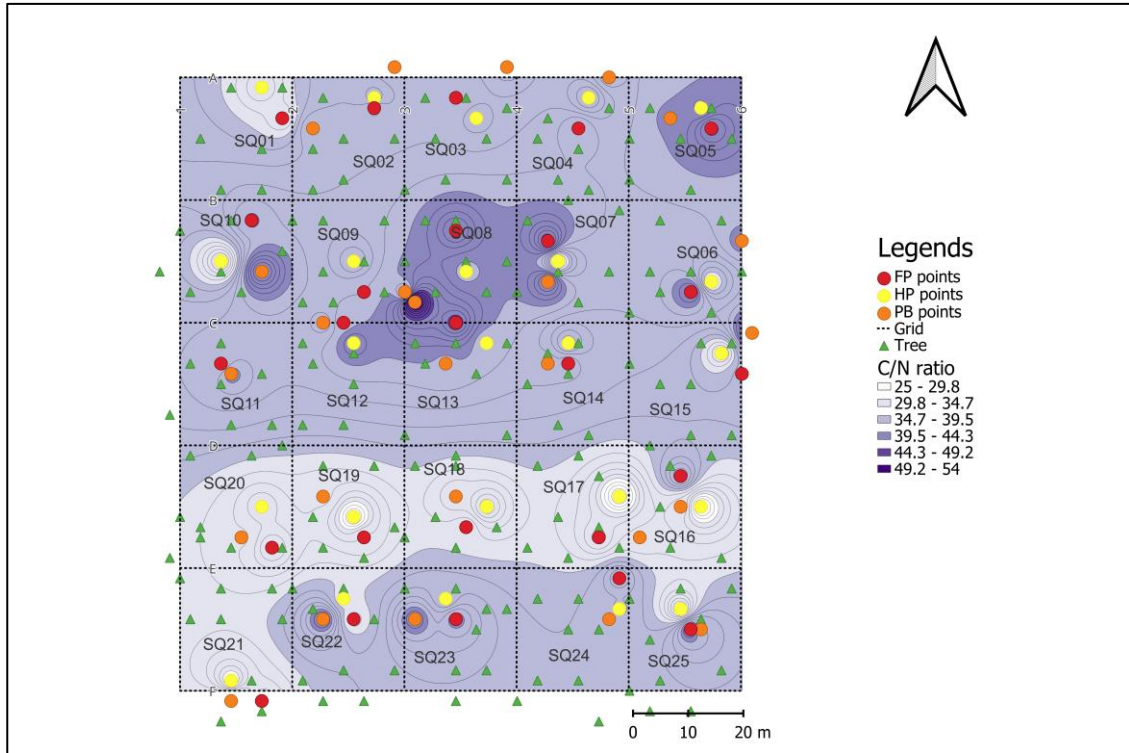 A
1
2
3
4
5
6
SQ01
SQ02
SQ03
SQ04
SQ05
B
SQ10
SQ09
SQ08
SQ07
SQ06
C
SQ11
SQ12
SQ13
SQ14
SQ15
D
SQ20
SQ19
SQ18
SQ17
SQ16
E
SQ21
SQ22
SQ23
SQ24
SQ25
F
Legends
FP points
HP points
PB points
Grid
Tree
C/N ratio
25 - 29.8
29.8 - 34.7
34.7 - 39.5
39.5 - 44.3
44.3 - 49.2
49.2 - 54
0 10 20 m